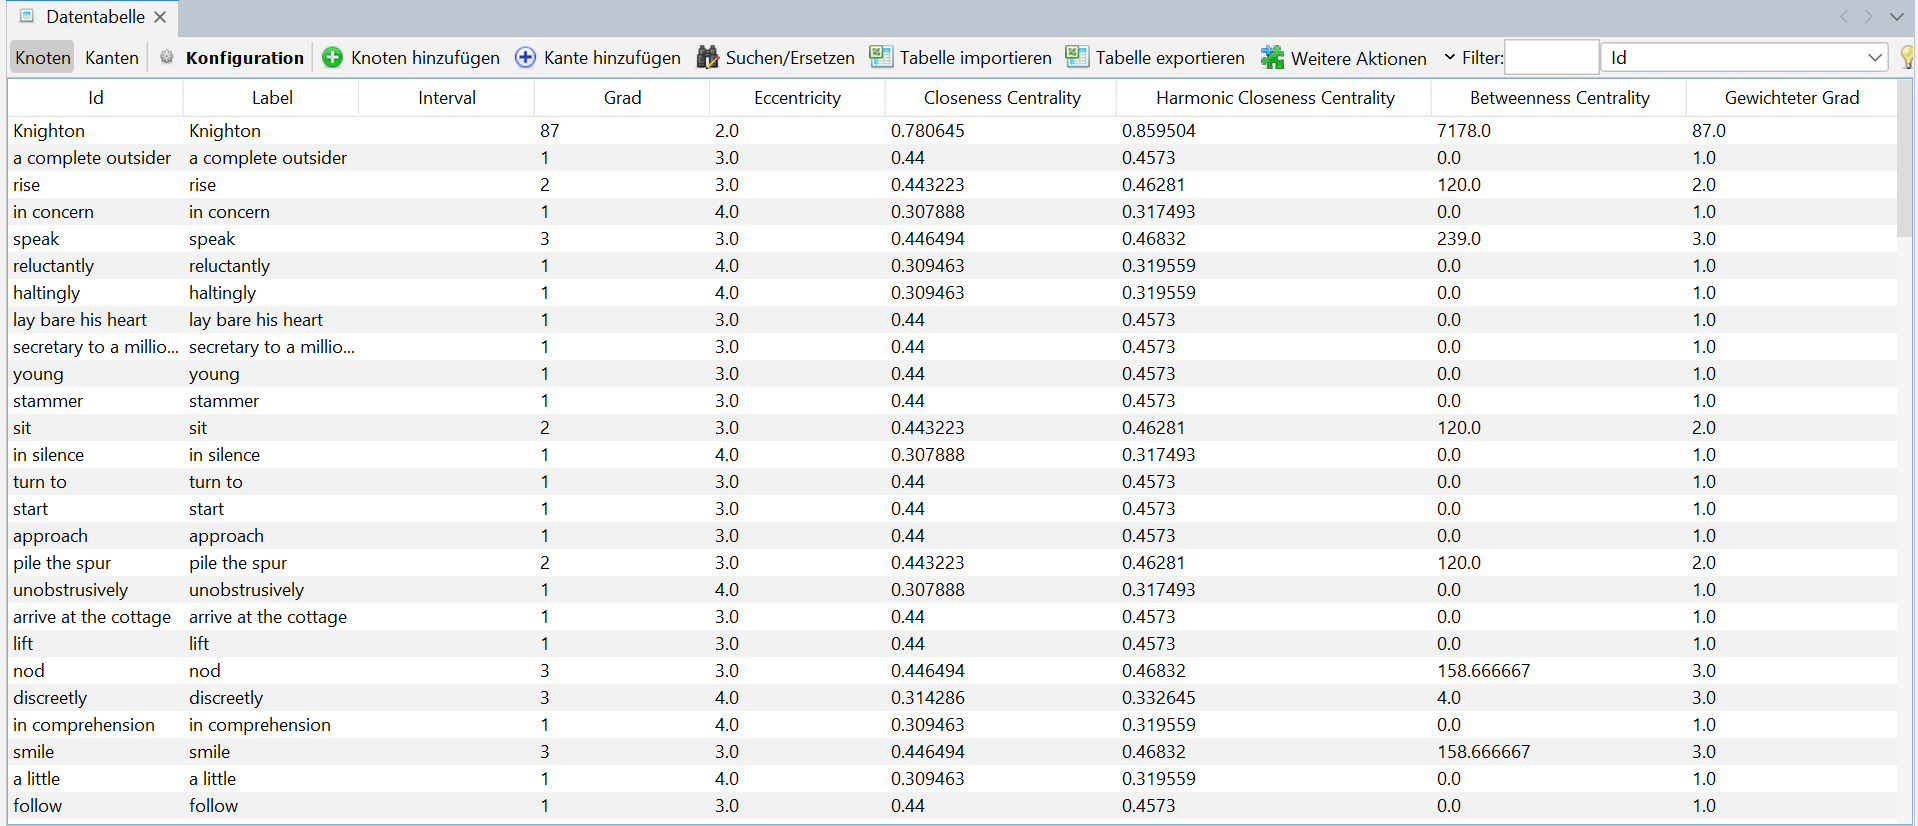 Datentabelle
Knoten Kanten Konfiguration Knoten hinzufügen Kante hinzufügen Suchen/Ersetzen Tabelle importieren Tabelle exportieren Weitere Aktionen Filter: Id
Id Label Interval Grad Eccentricity Closeness Centrality Harmonic Closeness Centrality Betweenness Centrality Gewichteter Grad
Knighton Knighton 87 2.0 0.780645 0.859504 7178.0 87.0
a complete outsider a complete outsider 1 3.0 0.44 0.4573 0.0 1.0
rise rise 2 3.0 0.443223 0.46281 120.0 2.0
in concern in concern 1 4.0 0.307888 0.317493 0.0 1.0
speak speak 3 3.0 0.446494 0.46832 239.0 3.0
reluctantly reluctantly 1 4.0 0.309463 0.319559 0.0 1.0
haltingly haltingly 1 4.0 0.309463 0.319559 0.0 1.0
lay bare his heart lay bare his heart 1 3.0 0.44 0.4573 0.0 1.0
secretary to a millio... secretary to a millio... 1 3.0 0.44 0.4573 0.0 1.0
young young 1 3.0 0.44 0.4573 0.0 1.0
stammer stammer 1 3.0 0.44 0.4573 0.0 1.0
sit sit 2 3.0 0.443223 0.46281 120.0 2.0
in silence in silence 1 4.0 0.307888 0.317493 0.0 1.0
turn to turn to 1 3.0 0.44 0.4573 0.0 1.0
start start 1 3.0 0.44 0.4573 0.0 1.0
approach approach 1 3.0 0.44 0.4573 0.0 1.0
pile the spur pile the spur 2 3.0 0.443223 0.46281 120.0 2.0
unobstrusively unobstrusively 1 4.0 0.307888 0.317493 0.0 1.0
arrive at the cottage arrive at the cottage 1 3.0 0.44 0.4573 0.0 1.0
lift lift 1 3.0 0.44 0.4573 0.0 1.0
nod nod 3 3.0 0.446494 0.46832 158.666667 3.0
discreetly discreetly 3 4.0 0.314286 0.332645 4.0 3.0
in comprehension in comprehension 1 4.0 0.309463 0.319559 0.0 1.0
smile smile 3 3.0 0.446494 0.46832 158.666667 3.0
a little a little 1 4.0 0.309463 0.319559 0.0 1.0
follow follow 1 3.0 0.44 0.4573 0.0 1.0